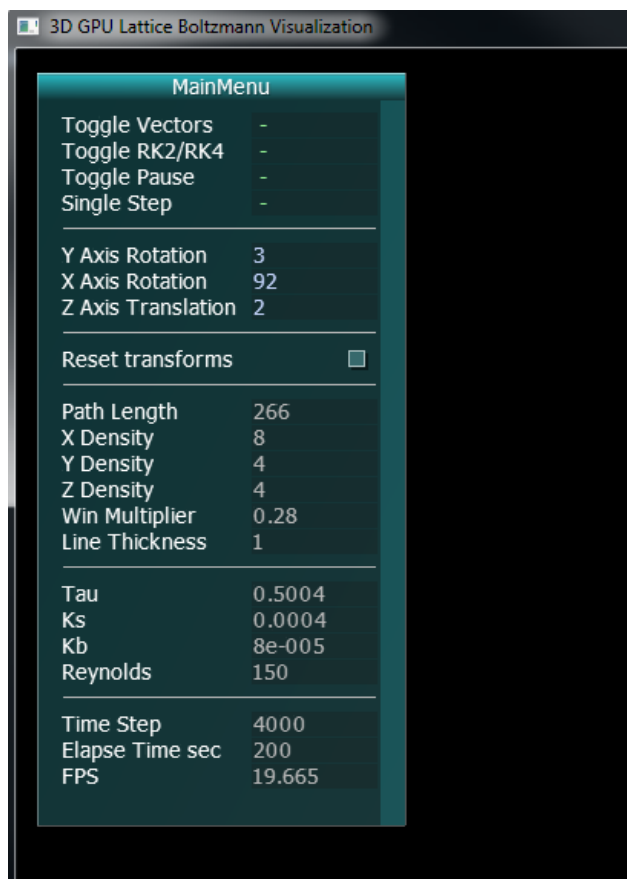 3D GPU Lattice Boltzmann Visualization
MainMenu
Toggle Vectors -
Toggle RK2/RK4 -
Toggle Pause -
Single Step -
Y Axis Rotation 3
X Axis Rotation 92
Z Axis Translation 2
Reset transforms
Path Length 266
X Density 8
Y Density 4
Z Density 4
Win Multiplier 0.28
Line Thickness 1
Tau 0.5004
Ks 0.0004
Kb 8e-005
Reynolds 150
Time Step 4000
Elapse Time sec 200
FPS 19.665